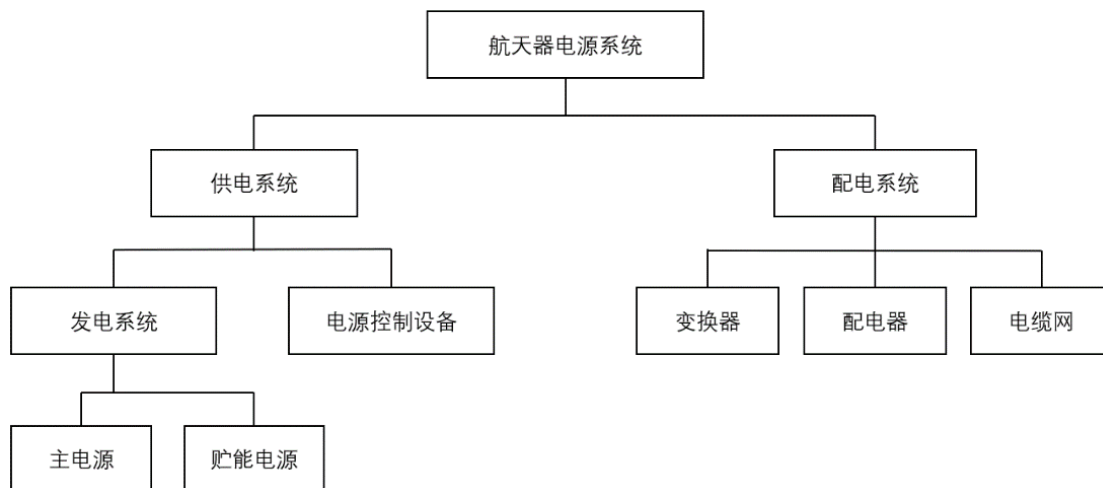 航天器电源系统
供电系统
配电系统
发电系统
电源控制设备
变换器
配电器
电缆网
主电源
贮能电源